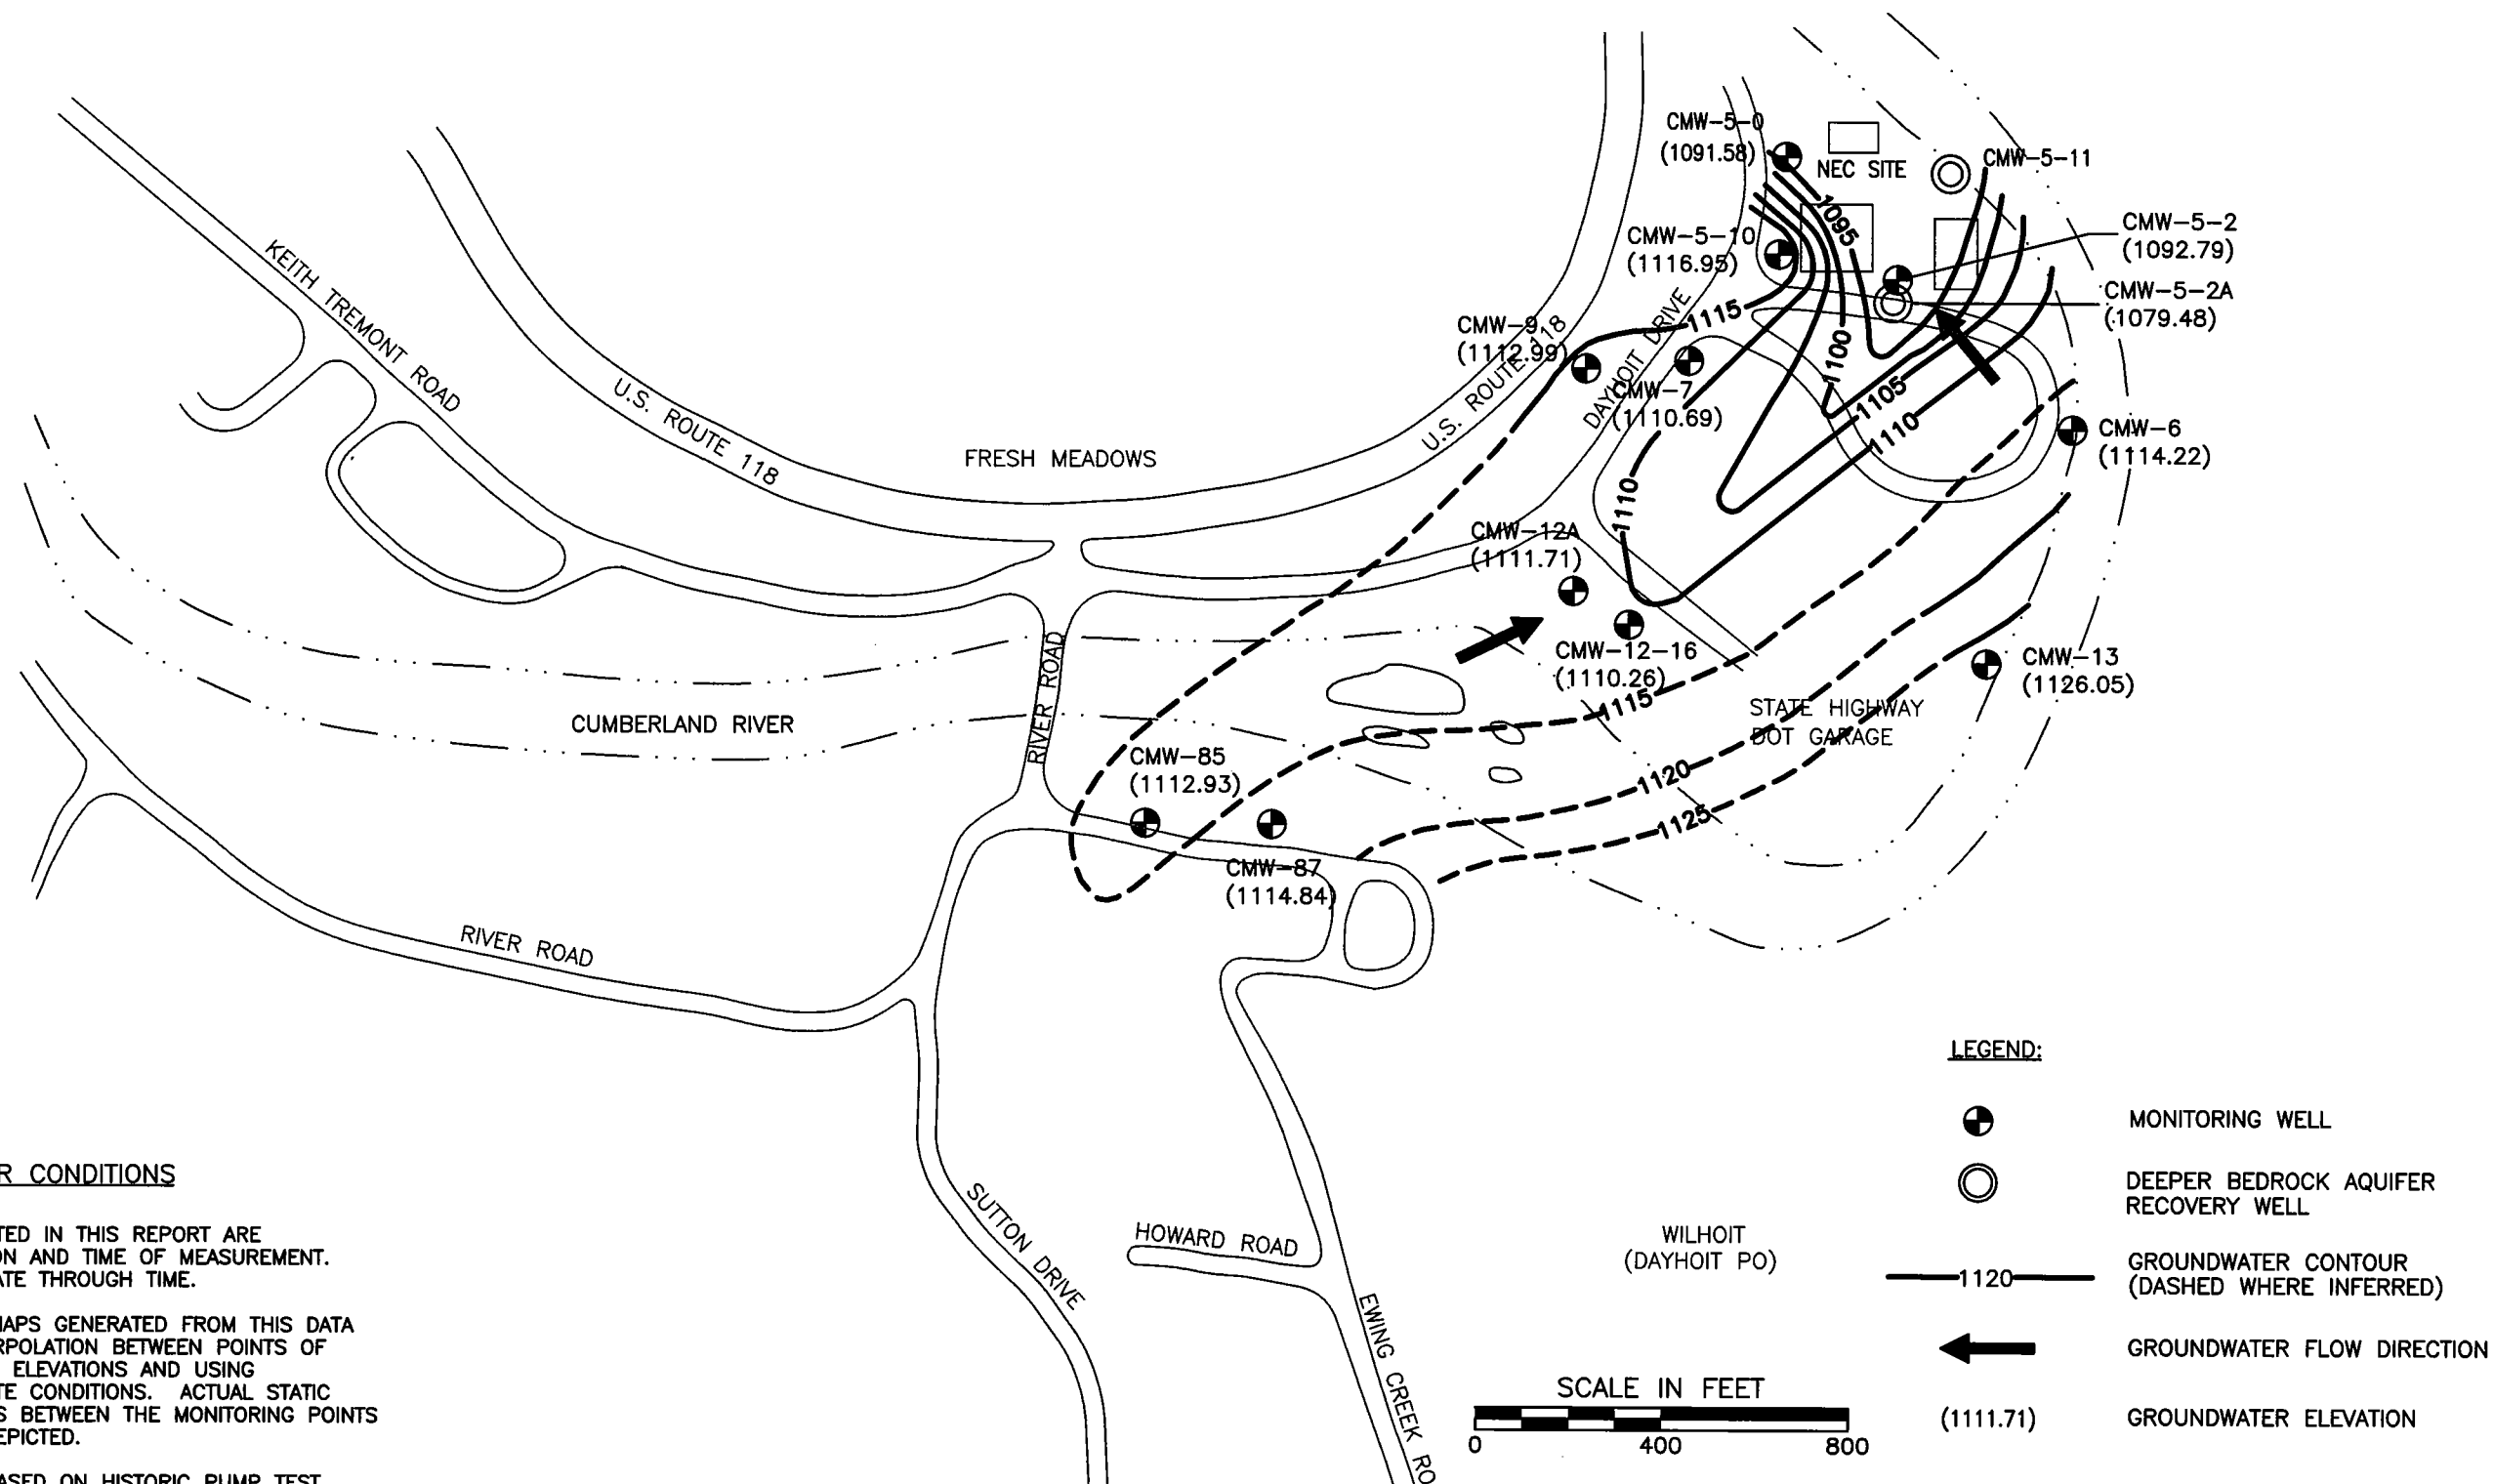 CMW-5-0
(1091.58)
NEC SITE
CMW-5-11
CMW-5-2
(1092.79)
CMW-5-10
(1116.95)
1095
CMW-5-2A
(1079.48)
KEITH TREMONT ROAD
U.S. ROUTE 118
FRESH MEADOWS
U.S. ROUTE 118
DAYHOIT DRIVE
CMW-9
(1112.99)
1115
1100
CMW-7
(1110.69)
1105
1110
CMW-6
(1114.22)
1110
CMW-12A
(1111.71)
CMW-12-16
(1110.26)
1115
CMW-13
(1126.05)
STATE HIGHWAY
DOT GARAGE
RIVER ROAD
CUMBERLAND RIVER
CMW-85
(1112.93)
1120
1125
CMW-87
(1114.84)
RIVER ROAD
SUTTON DRIVE
HOWARD ROAD
EWING CREEK RO
WILHOIT
(DAYHOIT PO)
SCALE IN FEET
0 400 800
LEGEND:
MONITORING WELL
DEEPER BEDROCK AQUIFER
RECOVERY WELL
1120
GROUNDWATER CONTOUR
(DASHED WHERE INFERRED)
GROUNDWATER FLOW DIRECTION
(1111.71) GROUNDWATER ELEVATION
R CONDITIONS
TED IN THIS REPORT ARE
ON AND TIME OF MEASUREMENT.
ATE THROUGH TIME.
MAPS GENERATED FROM THIS DATA
RPOLATION BETWEEN POINTS OF
ELEVATIONS AND USING
TE CONDITIONS. ACTUAL STATIC
S BETWEEN THE MONITORING POINTS
EPICTED.
ASED ON HISTORIC PUMP TEST